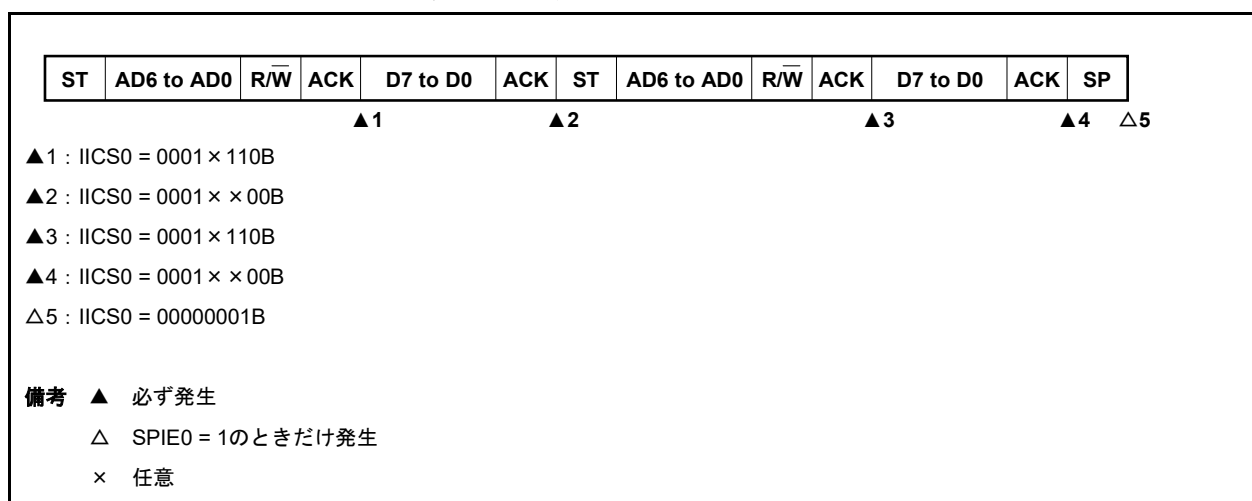 ST AD6 to AD0 R/W̅ ACK D7 to D0 ACK ST AD6 to AD0 R/W̅ ACK D7 to D0 ACK SP
▲1 ▲2 ▲3 ▲4 △5
▲1：IICS0 = 0001×110B
▲2：IICS0 = 0001××00B
▲3：IICS0 = 0001×110B
▲4：IICS0 = 0001××00B
△5：IICS0 = 00000001B
備考 ▲ 必ず発生
△ SPIE0 = 1のときだけ発生
× 任意